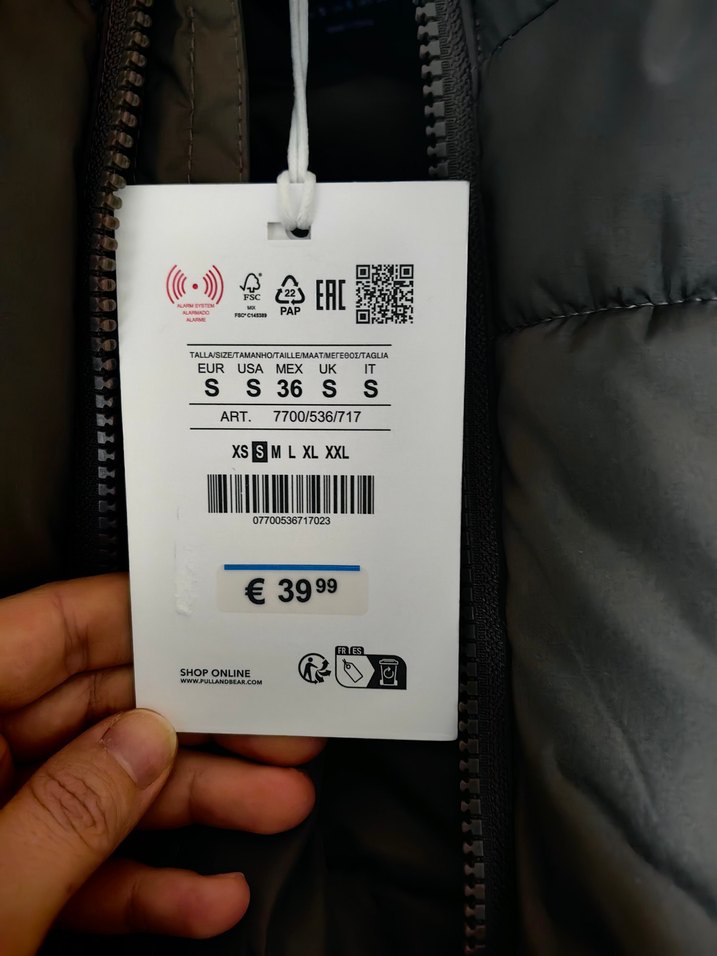 ALARM SYSTEM
ALARMADO
ALARME
FSC
MIX
FSC® C145389
22
PAP
EAC
TALLA/SIZE/TAMANHO/TAILLE/MAAT/ΜΕΓΕΘΟΣ/TAGLIA
EUR USA MEX UK IT
S S 36 S S
ART. 7700/536/717
XS S M L XL XXL
07700536717023
€ 39⁹⁹
FR ES
SHOP ONLINE
WWW.PULLANDBEAR.COM